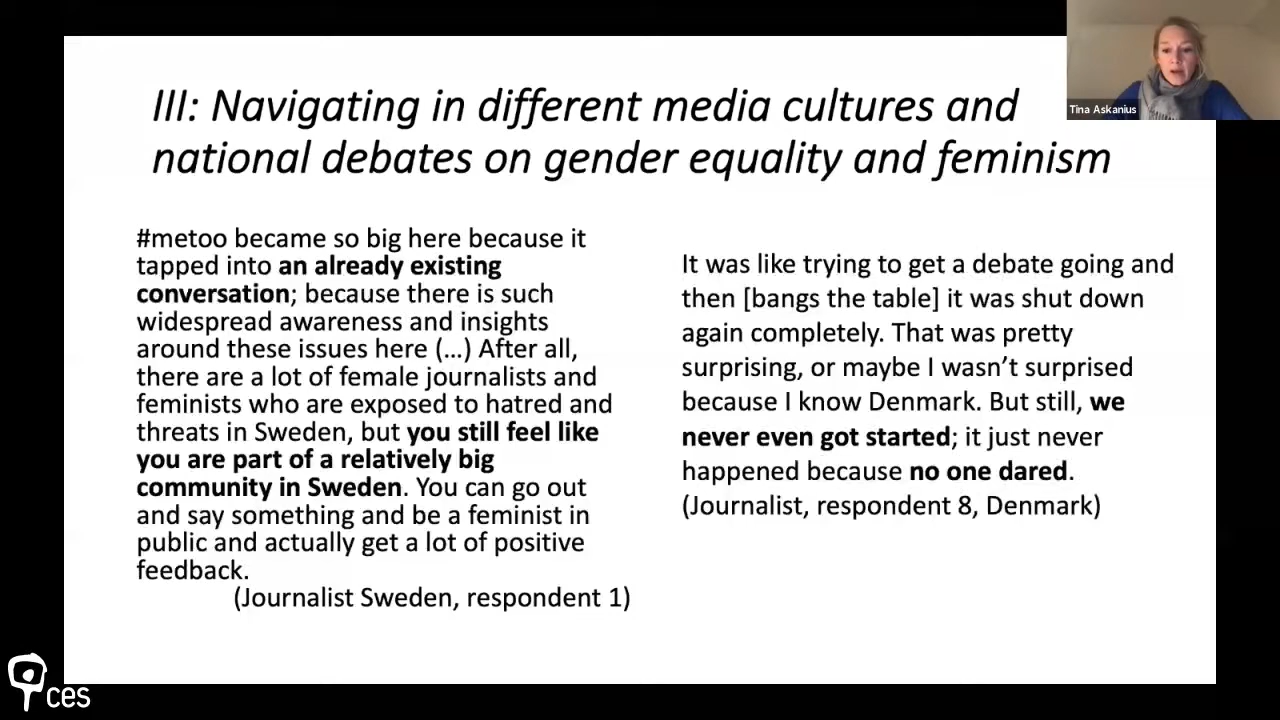 III: Navigating in different media cultures and
national debates on gender equality and feminism
#metoo became so big here because it
tapped into an already existing
conversation; because there is such
widespread awareness and insights
around these issues here (...) After all,
there are a lot of female journalists and
feminists who are exposed to hatred and
threats in Sweden, but you still feel like
you are part of a relatively big
community in Sweden. You can go out
and say something and be a feminist in
public and actually get a lot of positive
feedback.
(Journalist Sweden, respondent 1)
It was like trying to get a debate going and
then [bangs the table] it was shut down
again completely. That was pretty
surprising, or maybe I wasn’t surprised
because I know Denmark. But still, we
never even got started; it just never
happened because no one dared.
(Journalist, respondent 8, Denmark)
Tina Askanius
ces